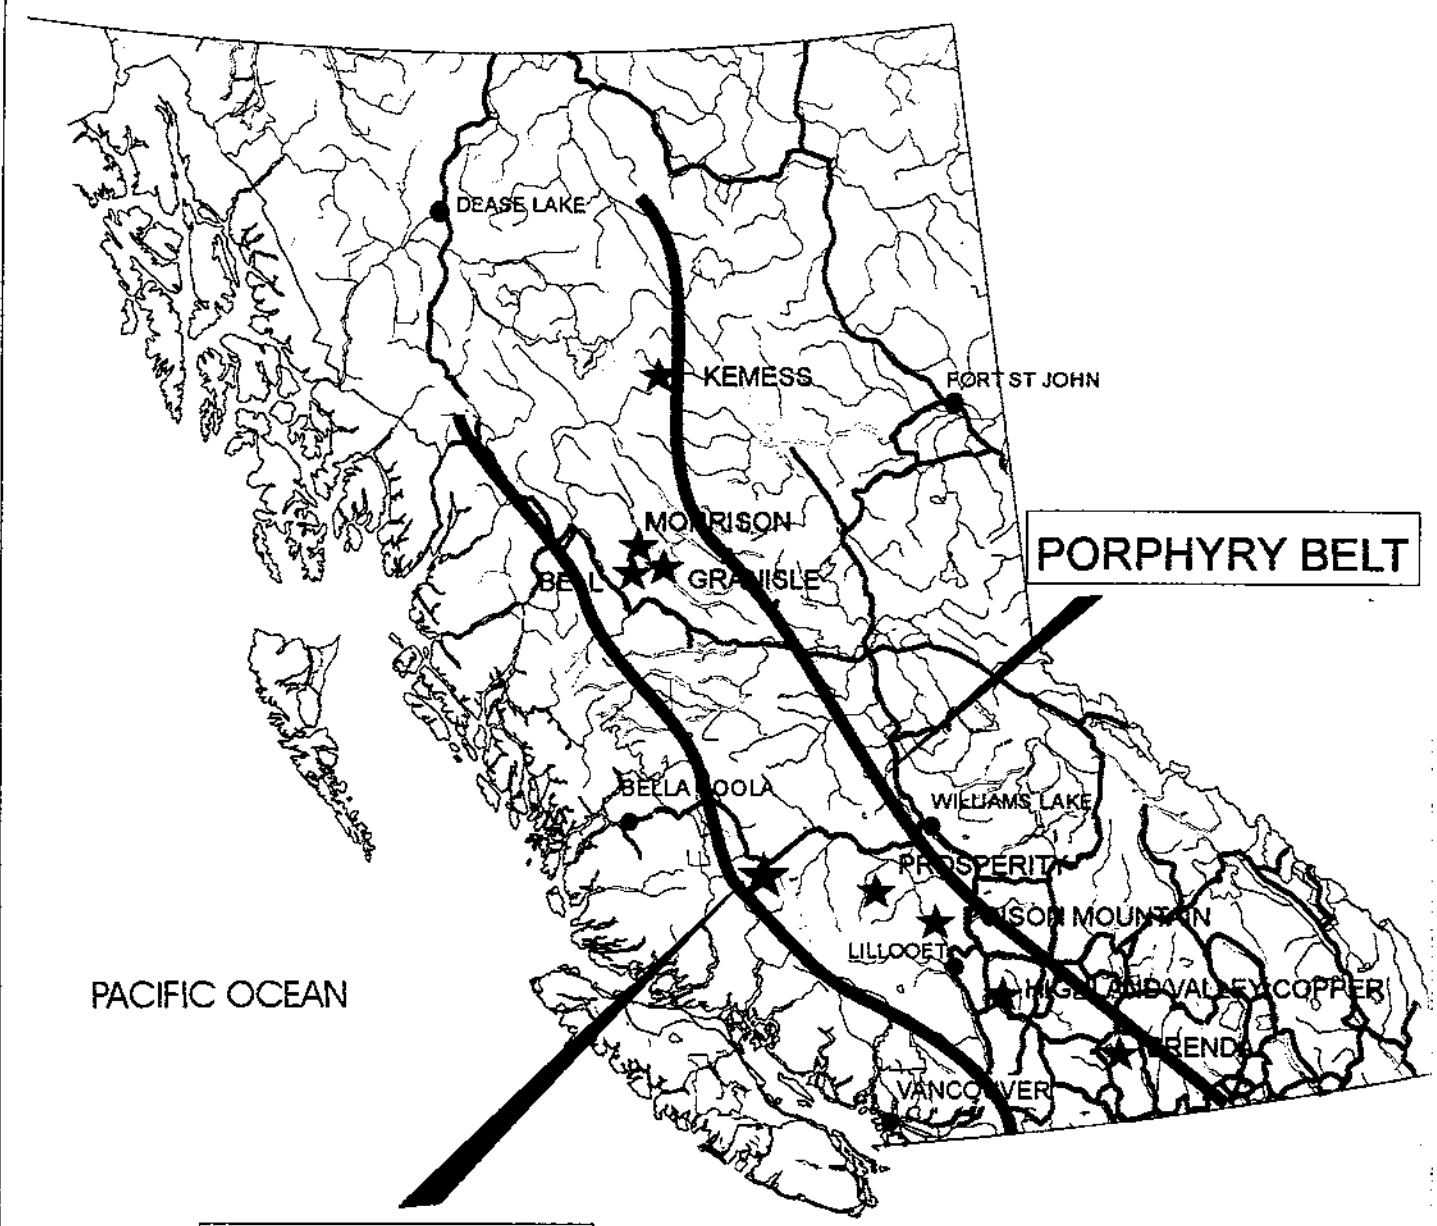 DEASE LAKE
KEMESS
FORT ST JOHN
MORRISON
PORPHYRY BELT
BELL
GRANISLE
BELLA COOLA
WILLIAMS LAKE
PROSPERITY
POISON MOUNTAIN
LILLOOET
PACIFIC OCEAN
HIGHLAND VALLEY COPPER
BRENDA
VANCOUVER